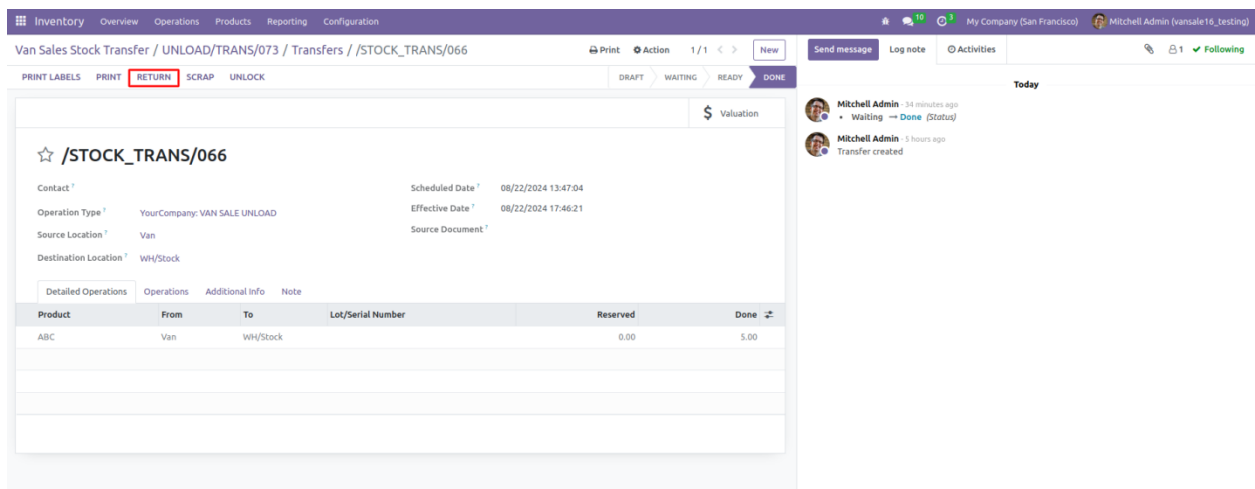 Inventory Overview Operations Products Reporting Configuration 10 3 My Company (San Francisco) Mitchell Admin (vansale16_testing)
Van Sales Stock Transfer / UNLOAD/TRANS/073 / Transfers / /STOCK_TRANS/066 Print Action 1/1 < > New Send message Log note Activities 1 Following
PRINT LABELS PRINT RETURN SCRAP UNLOCK DRAFT WAITING READY DONE
Today
$ Valuation
Mitchell Admin - 34 minutes ago
• Waiting → Done (Status)
Mitchell Admin - 5 hours ago
Transfer created
/STOCK_TRANS/066
Contact ? Scheduled Date ? 08/22/2024 13:47:04
Operation Type ? YourCompany: VAN SALE UNLOAD Effective Date ? 08/22/2024 17:46:21
Source Location ? Van Source Document ?
Destination Location ? WH/Stock
Detailed Operations Operations Additional Info Note
Product From To Lot/Serial Number Reserved Done
ABC Van WH/Stock 0.00 5.00